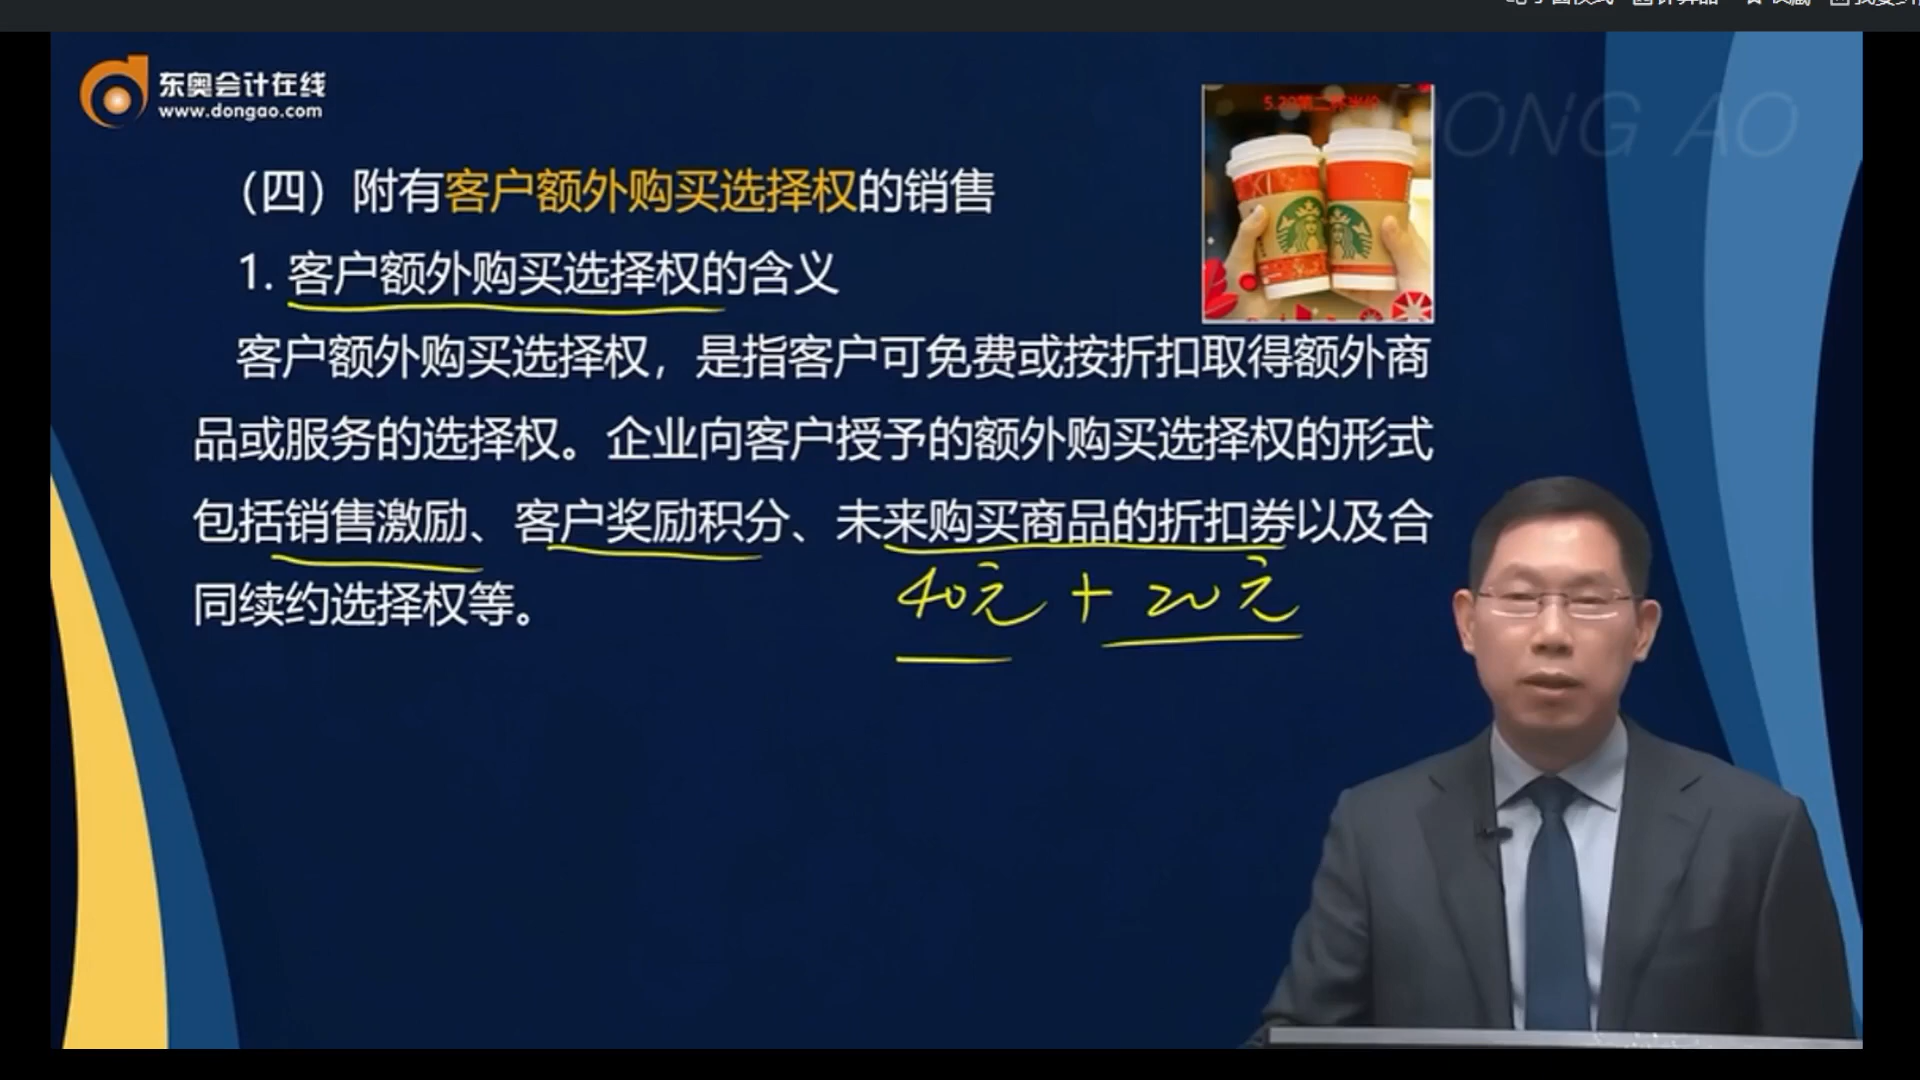 东奥会计在线
www.dongao.com
ONG AO
（四）附有客户额外购买选择权的销售
1. 客户额外购买选择权的含义
客户额外购买选择权，是指客户可免费或按折扣取得额外商
品或服务的选择权。企业向客户授予的额外购买选择权的形式
包括销售激励、客户奖励积分、未来购买商品的折扣券以及合
同续约选择权等。
40元 + 20元